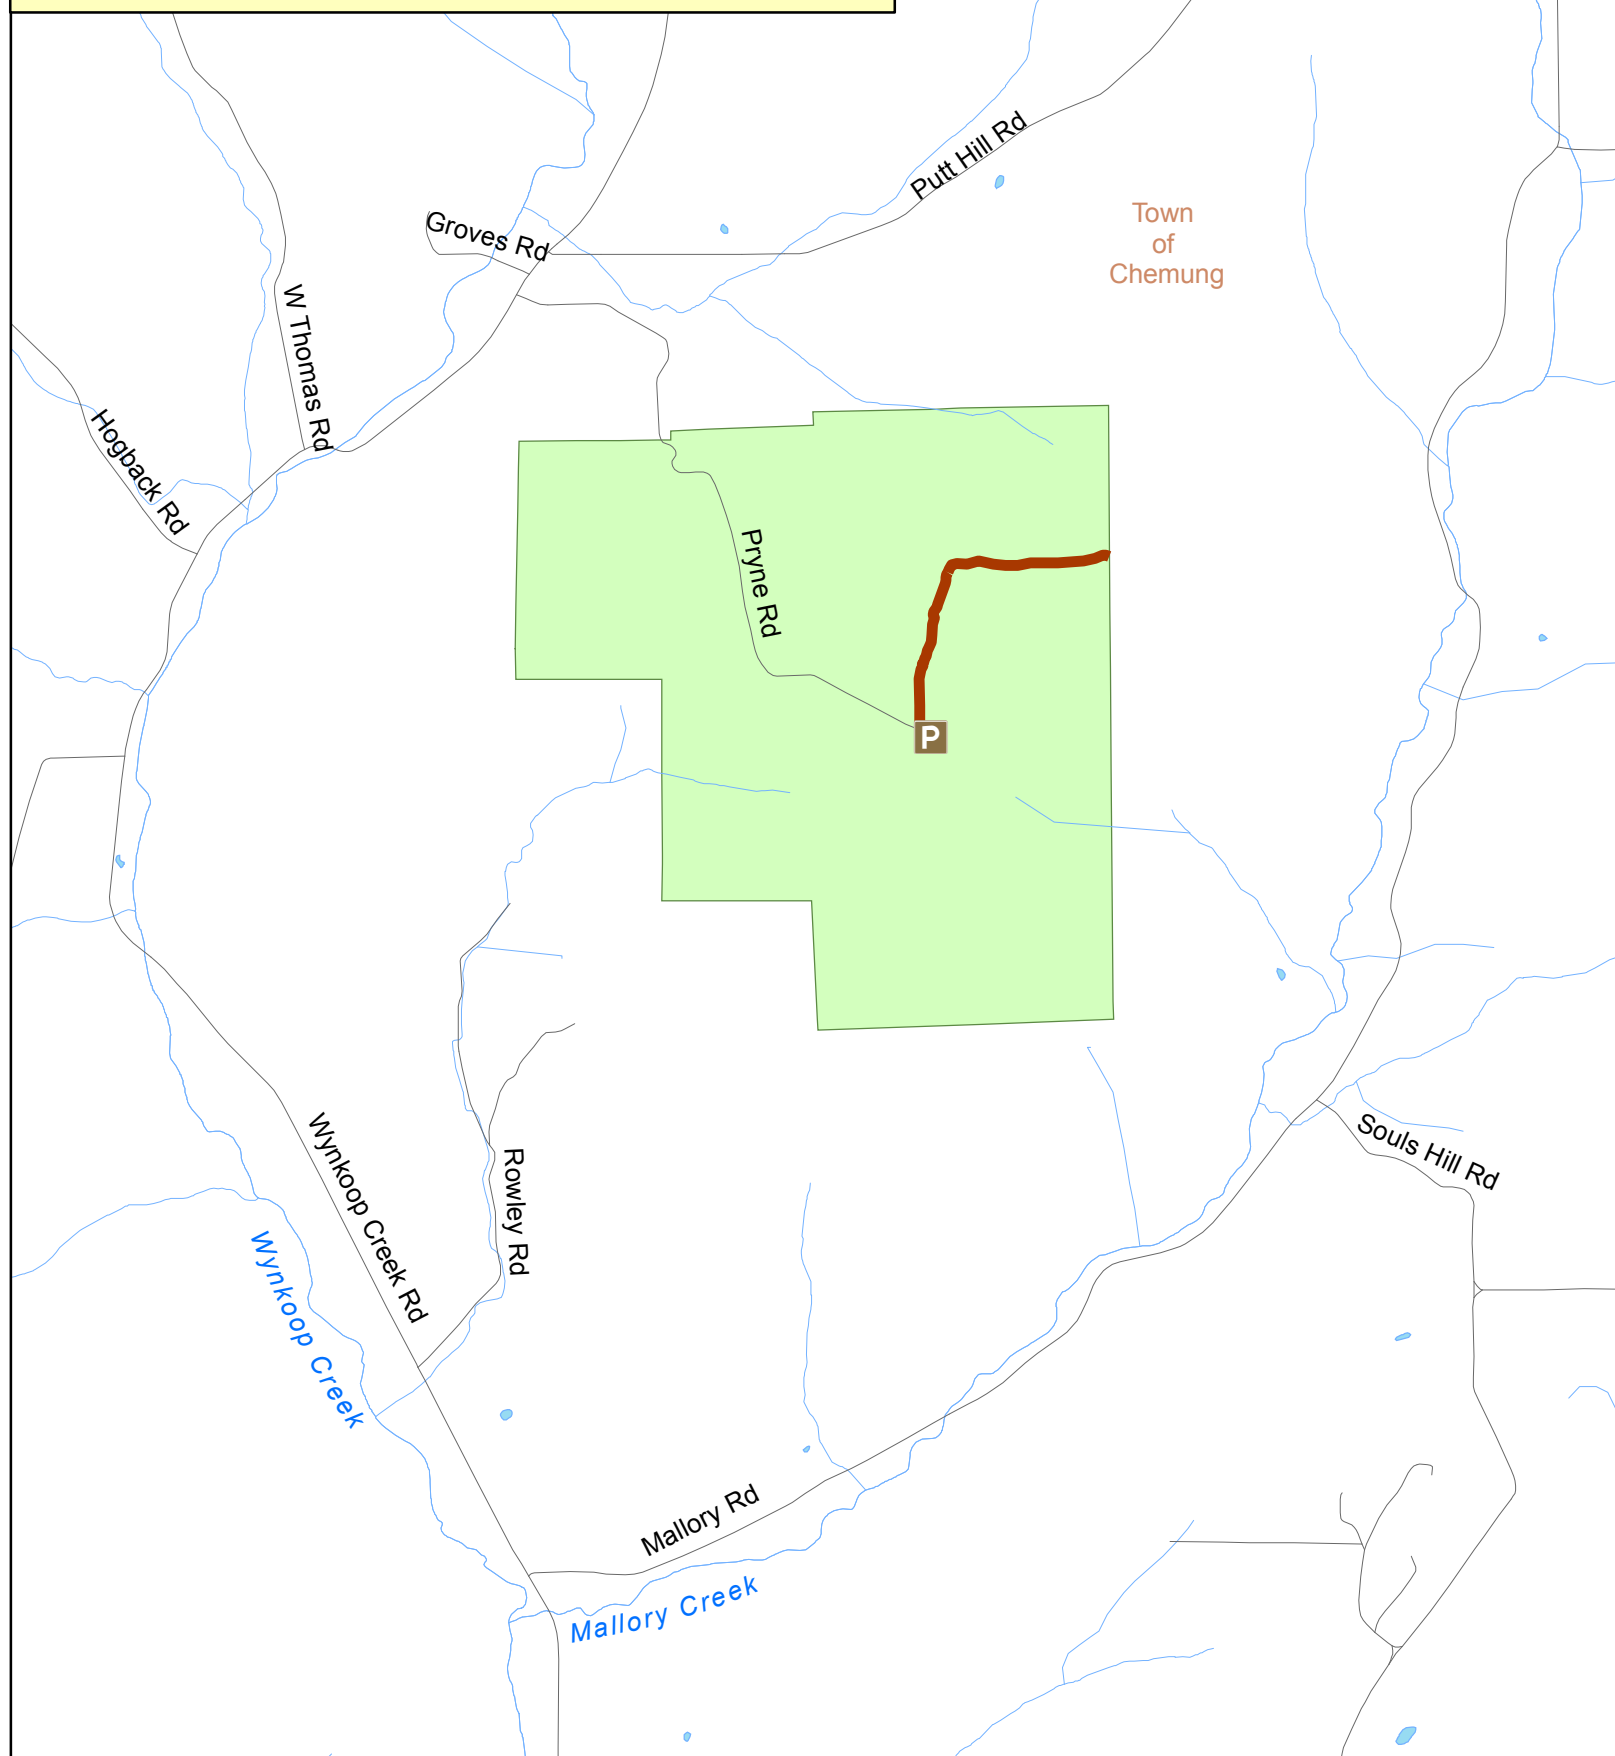 Putt Hill Rd
Town
of
Chemung
Groves Rd
W Thomas Rd
Hogback Rd
Pryne Rd
P
Wynkoop Creek Rd
Rowley Rd
Souls Hill Rd
Wynkoop Creek
Mallory Rd
Mallory Creek